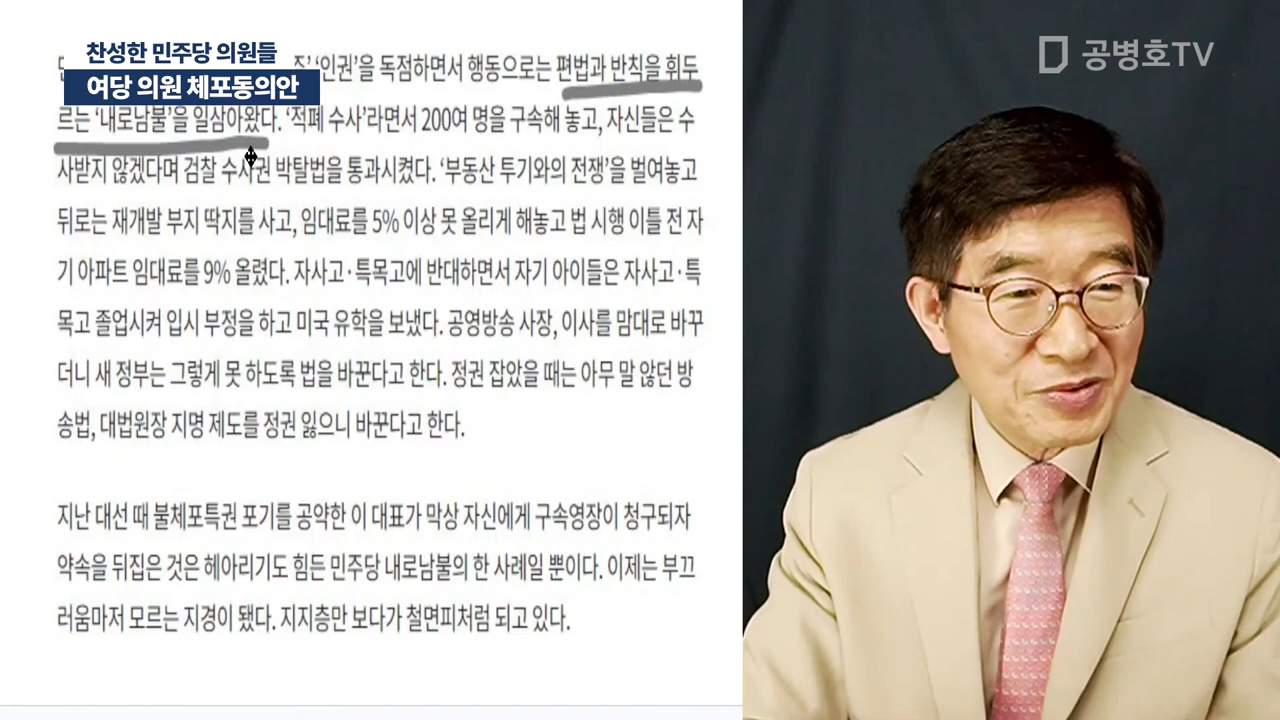 찬성한 민주당 의원들
여당 의원 체포동의안
공병호TV
‘인권’을 독점하면서 행동으로는 편법과 반칙을 휘두
르는 ‘내로남불’을 일삼아왔다. ‘적폐 수사’라면서 200여 명을 구속해 놓고, 자신들은 수
사받지 않겠다며 검찰 수사권 박탈법을 통과시켰다. ‘부동산 투기와의 전쟁’을 벌여놓고
뒤로는 재개발 부지 딱지를 사고, 임대료를 5% 이상 못 올리게 해놓고 법 시행 이틀 전 자
기 아파트 임대료를 9% 올렸다. 자사고·특목고에 반대하면서 자기 아이들은 자사고·특
목고 졸업시켜 입시 부정을 하고 미국 유학을 보냈다. 공영방송 사장, 이사를 맘대로 바꾸
더니 새 정부는 그렇게 못 하도록 법을 바꾼다고 한다. 정권 잡았을 때는 아무 말 않던 방
송법, 대법원장 지명 제도를 정권 잃으니 바꾼다고 한다.
지난 대선 때 불체포특권 포기를 공약한 이 대표가 막상 자신에게 구속영장이 청구되자
약속을 뒤집은 것은 헤아리기도 힘든 민주당 내로남불의 한 사례일 뿐이다. 이제는 부끄
러움마저 모르는 지경이 됐다. 지지층만 보다가 철면피처럼 되고 있다.